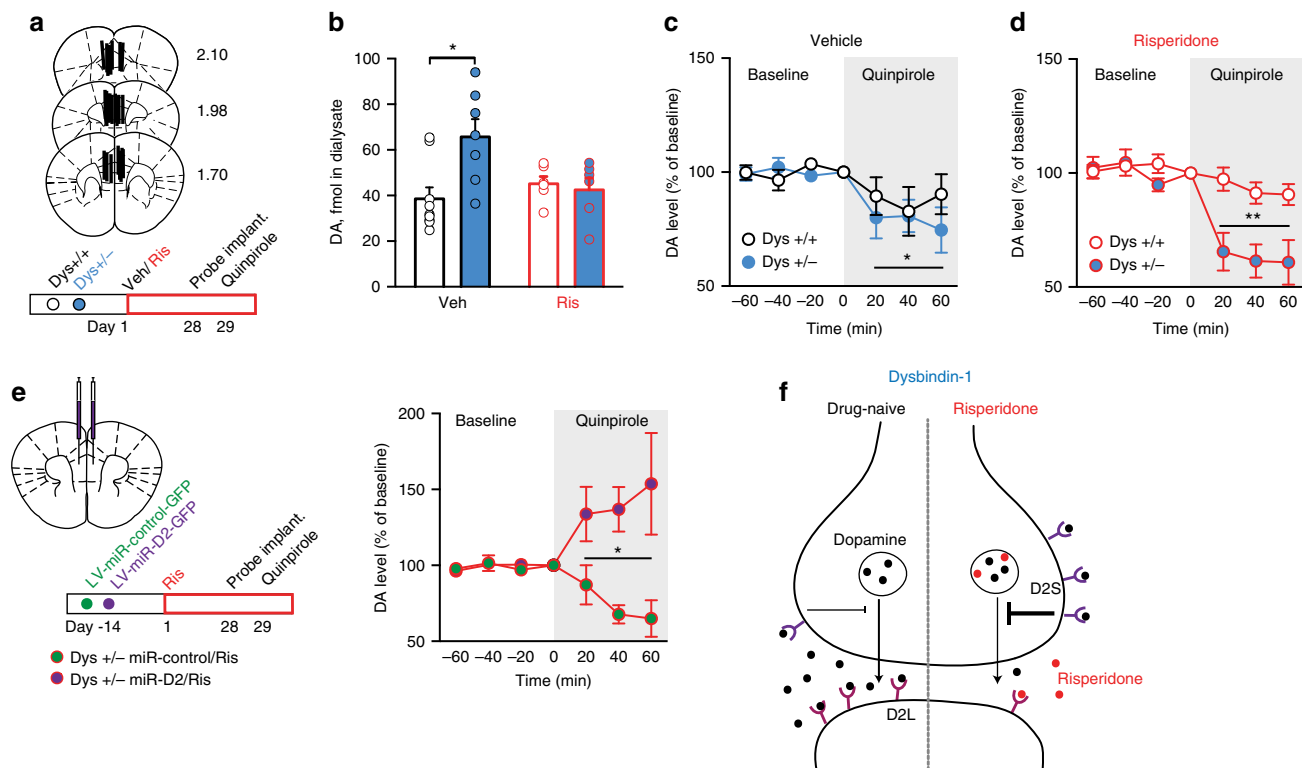 a
2.10
1.98
1.70
Dys+/+
Dys+/−
Veh/Ris
Probe implant.
Quinpirole
Day 1
28
29
b
*
DA, fmol in dialysate
100
80
60
40
20
0
Veh
Ris
c
Vehicle
Baseline
Quinpirole
DA level (% of baseline)
150
100
50
Dys +/+
Dys +/−
*
−60
−40
−20
0
20
40
60
Time (min)
d
Risperidone
Baseline
Quinpirole
DA level (% of baseline)
150
100
50
**
Dys +/+
Dys +/−
−60
−40
−20
0
20
40
60
Time (min)
e
LV-miR-control-GFP
LV-miR-D2-GFP
Ris
Probe implant.
Quinpirole
Day -14
1
28
29
Dys +/− miR-control/Ris
Dys +/− miR-D2/Ris
Baseline
Quinpirole
DA level (% of baseline)
200
150
100
50
*
−60
−40
−20
0
20
40
60
Time (min)
f
Dysbindin-1
Drug-naive
Risperidone
Dopamine
D2S
Risperidone
D2L